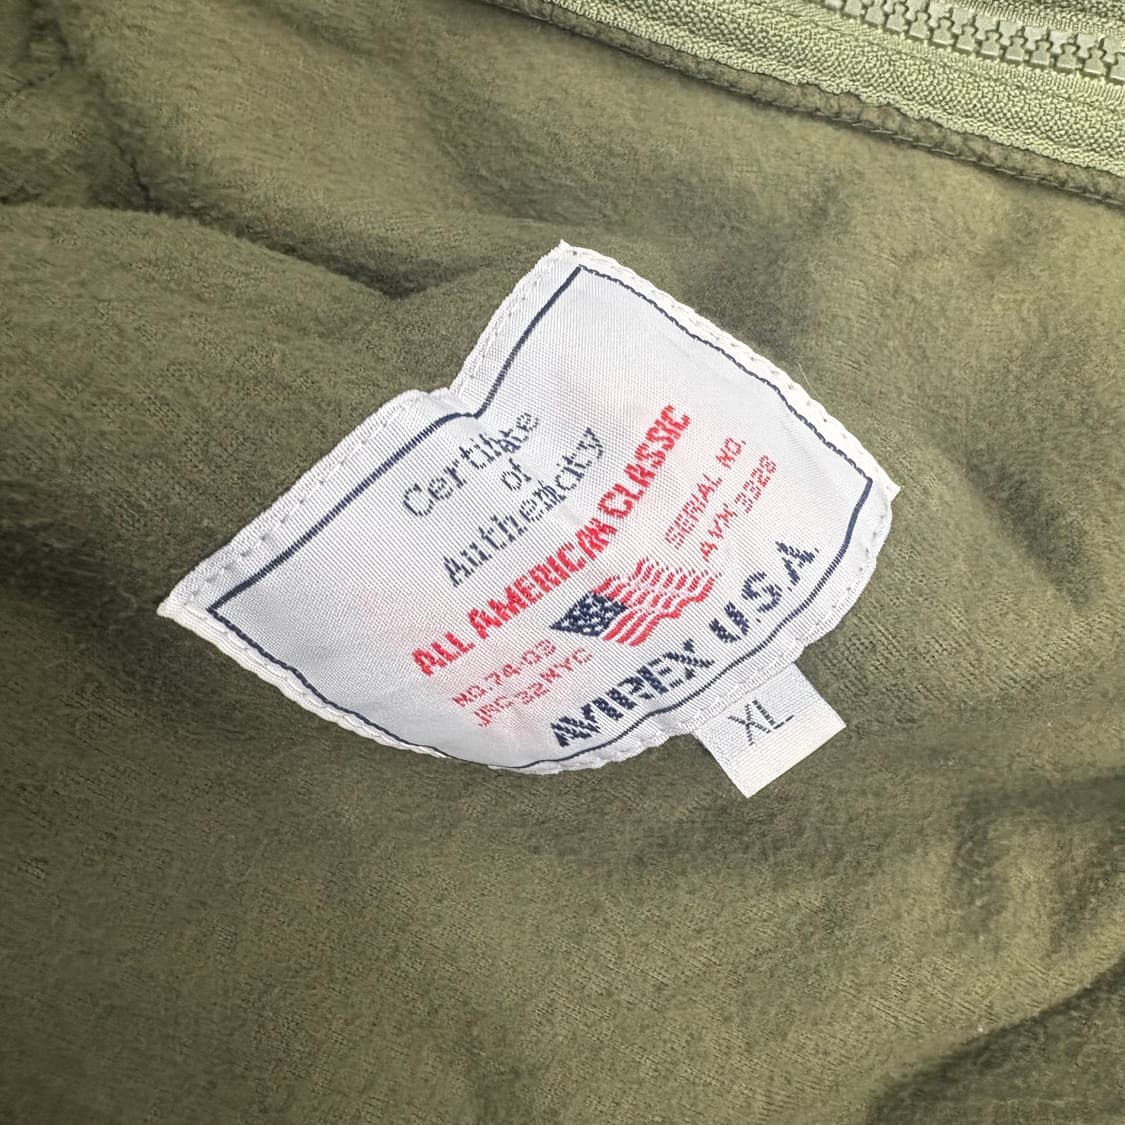 Certificate
of
Authenticity
ALL AMERICAN CLASSIC
NO.74-03
JRC 32 NYC
SERIAL NO.
AVX 3328
AVIREX U.S.A.
XL